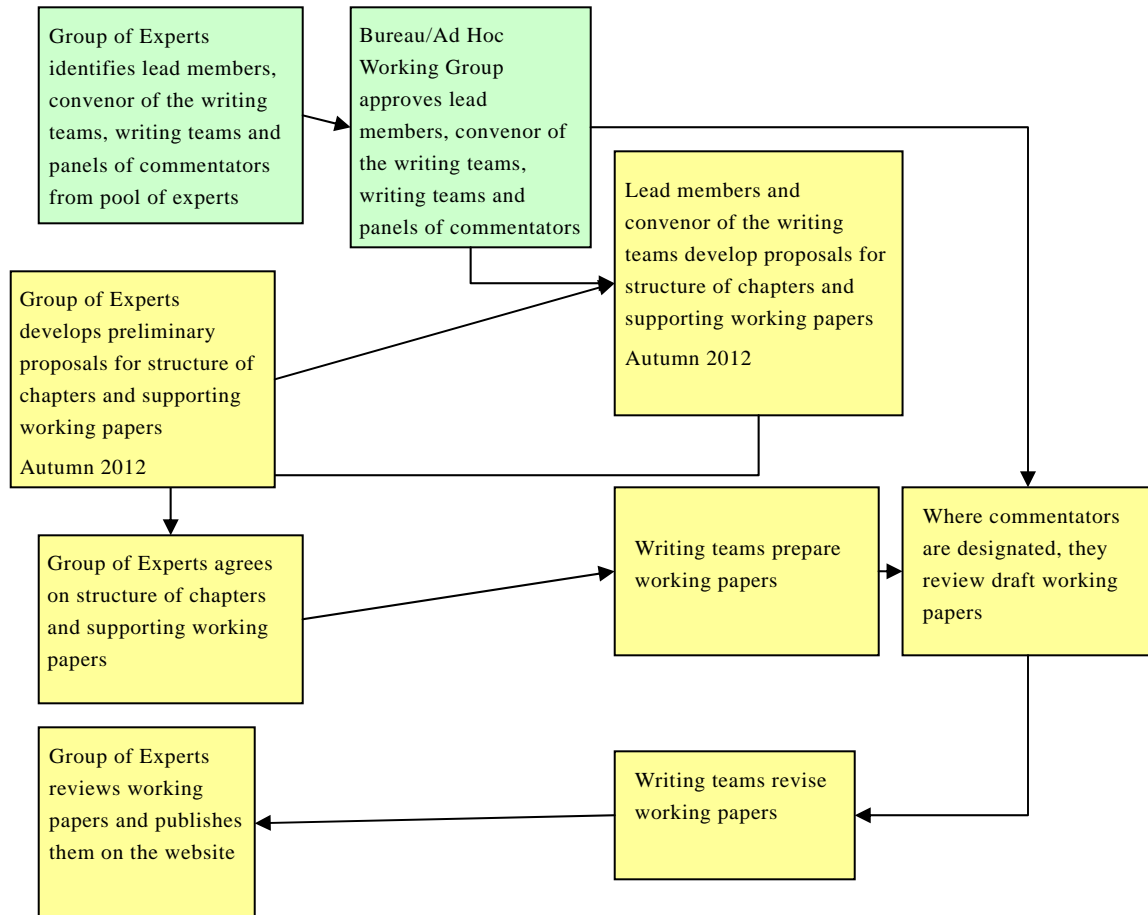 Group of Experts
identifies lead members,
convenor of the writing
teams, writing teams and
panels of commentators
from pool of experts
Bureau/Ad Hoc
Working Group
approves lead
members, convenor of
the writing teams,
writing teams and
panels of commentators
Lead members and
convenor of the writing
teams develop proposals for
structure of chapters and
supporting working papers
Autumn 2012
Group of Experts
develops preliminary
proposals for structure of
chapters and supporting
working papers
Autumn 2012
Group of Experts agrees
on structure of chapters
and supporting working
papers
Writing teams prepare
working papers
Where commentators
are designated, they
review draft working
papers
Group of Experts
reviews working
papers and publishes
them on the website
Writing teams revise
working papers